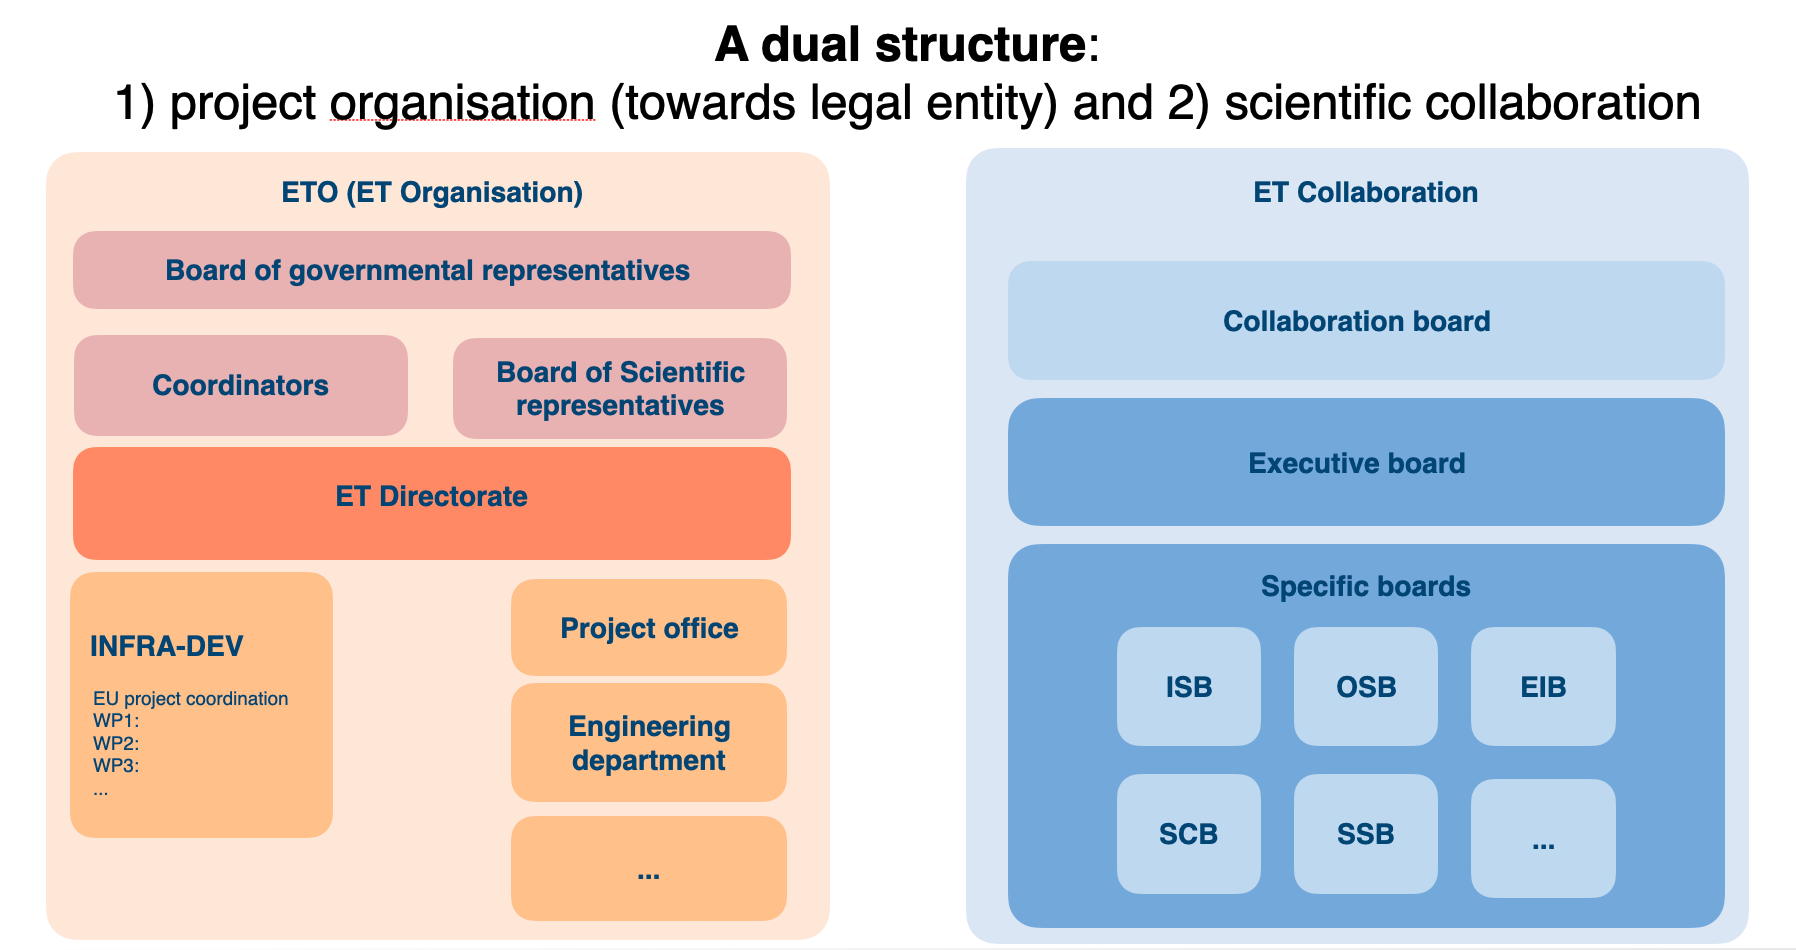 A dual structure:
1) project organisation (towards legal entity) and 2) scientific collaboration
ETO (ET Organisation)
Board of governmental representatives
Coordinators
Board of Scientific
representatives
ET Directorate
INFRA-DEV
EU project coordination
WP1:
WP2:
WP3:
...
Project office
Engineering
department
...
ET Collaboration
Collaboration board
Executive board
Specific boards
ISB
OSB
EIB
SCB
SSB
...